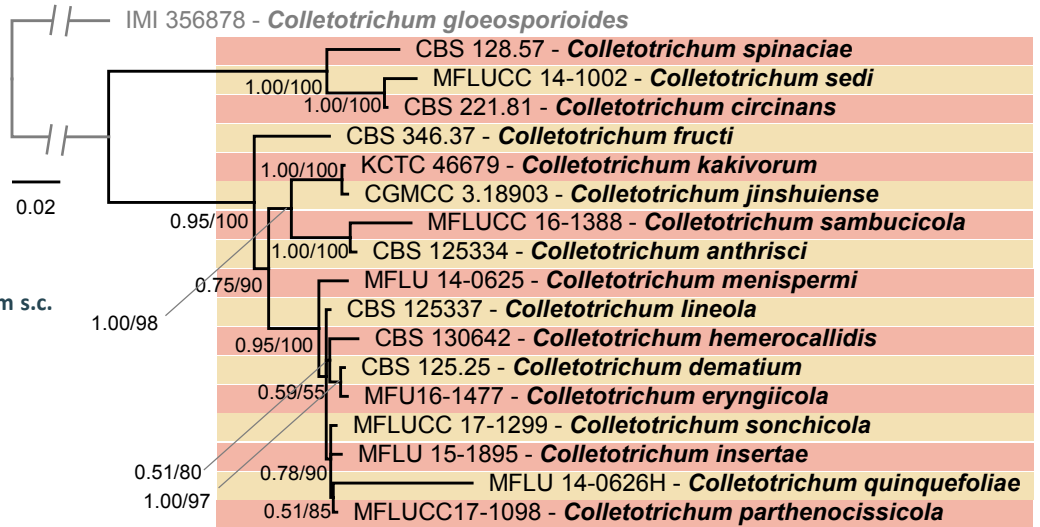 IMI 356878 - Colletotrichum gloeosporioides
CBS 128.57 - Colletotrichum spinaciae
MFLUCC 14-1002 - Colletotrichum sedi
1.00/100
CBS 221.81 - Colletotrichum circinans
1.00/100
CBS 346.37 - Colletotrichum fructi
KCTC 46679 - Colletotrichum kakivorum
1.00/100
CGMCC 3.18903 - Colletotrichum jinshuiense
0.02
MFLUCC 16-1388 - Colletotrichum sambucicola
0.95/100
CBS 125334 - Colletotrichum anthrisci
1.00/100
MFLU 14-0625 - Colletotrichum menispermi
0.75/90
m s.c.
CBS 125337 - Colletotrichum lineola
1.00/98
CBS 130642 - Colletotrichum hemerocallidis
0.95/100
CBS 125.25 - Colletotrichum dematium
MFU16-1477 - Colletotrichum eryngiicola
0.59/55
MFLUCC 17-1299 - Colletotrichum sonchicola
MFLU 15-1895 - Colletotrichum insertae
0.51/80
0.78/90
MFLU 14-0626H - Colletotrichum quinquefoliae
1.00/97
MFLUCC17-1098 - Colletotrichum parthenocissicola
0.51/85